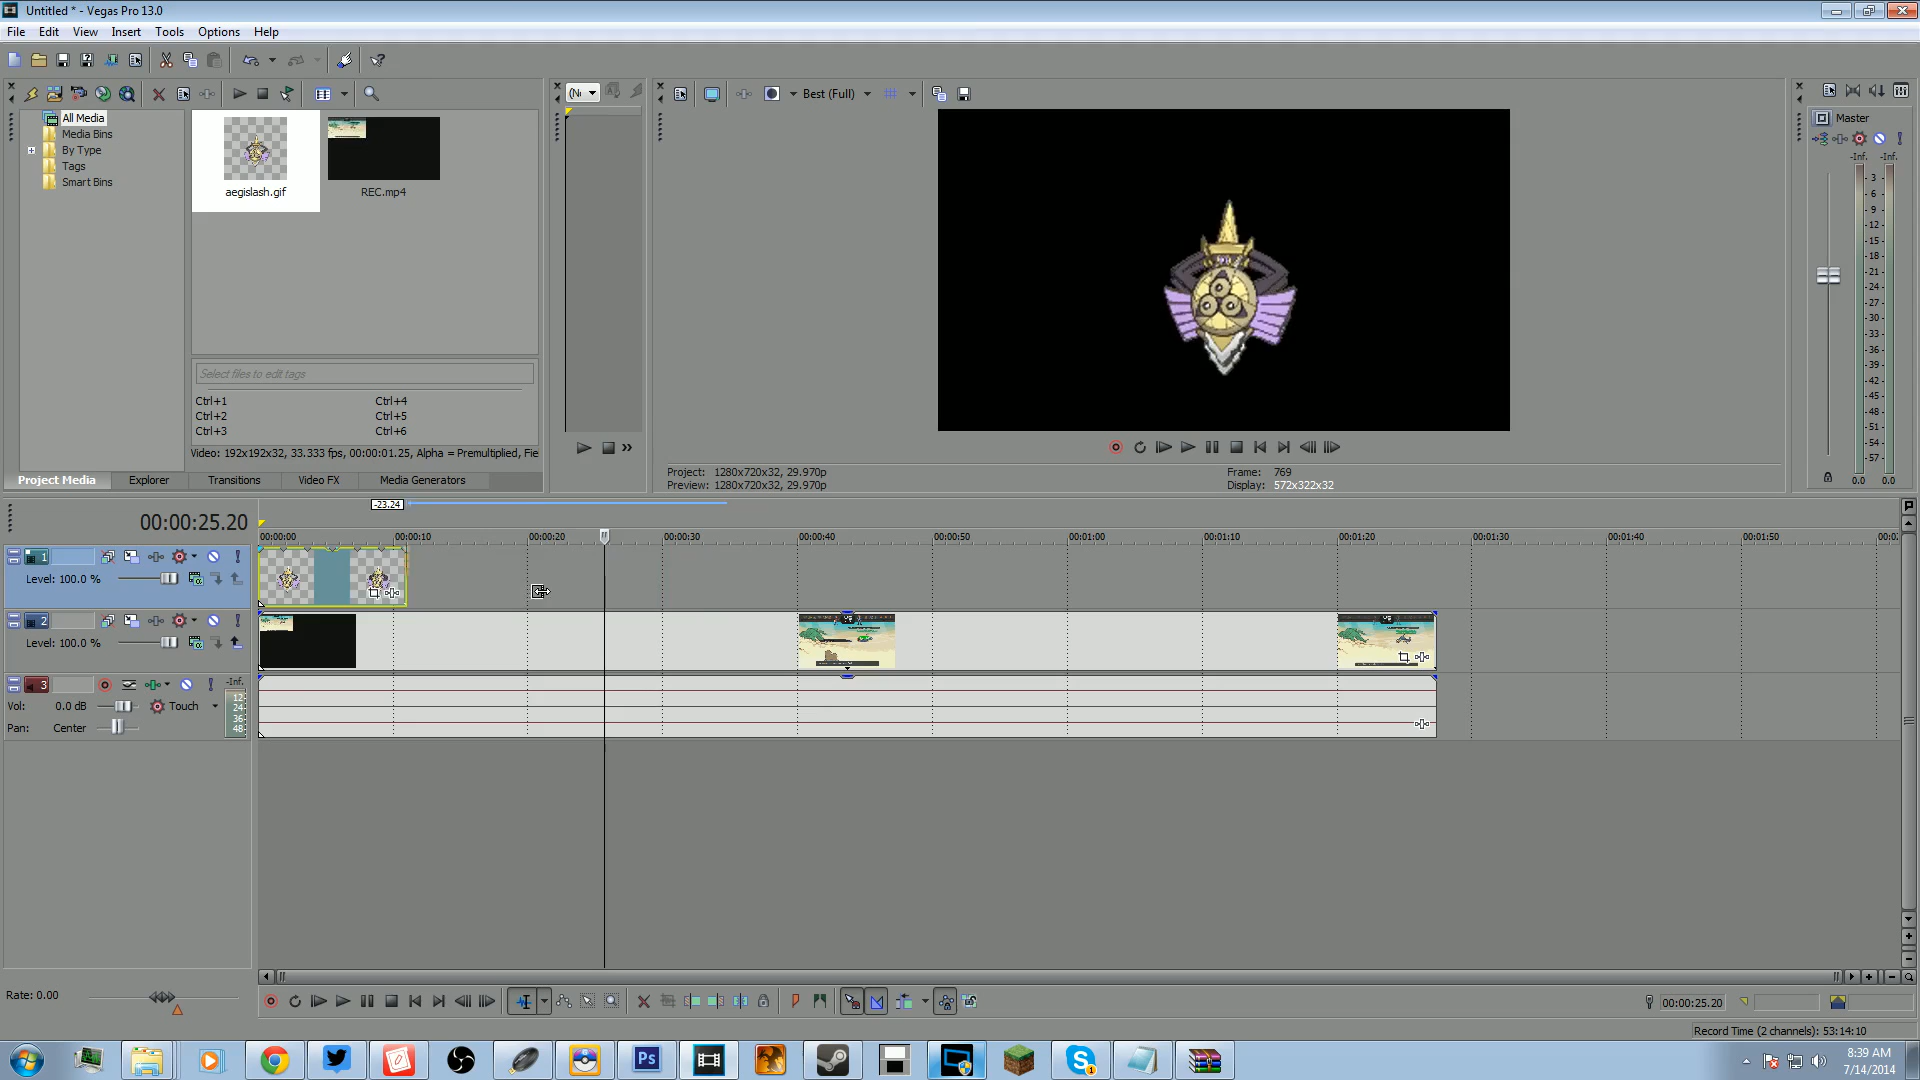 Untitled * - Vegas Pro 13.0
File Edit View Insert Tools Options Help
Best (Full)
All Media
Media Bins
By Type
Tags
Smart Bins
aegislash.gif
REC.mp4
Select files to edit tags
Ctrl+1 Ctrl+4
Ctrl+2 Ctrl+5
Ctrl+3 Ctrl+6
Video: 192x192x32, 33.333 fps, 00:00:01.25, Alpha = Premultiplied, Fie
Project Media Explorer Transitions Video FX Media Generators
Project: 1280x720x32, 29.970p
Preview: 1280x720x32, 29.970p
Frame: 769
Display: 572x322x32
Master
-Inf. -Inf.
3
6
9
12
15
18
21
24
27
30
33
36
39
42
45
48
51
54
57
0.0 0.0
-23.24
00:00:25.20
00:00:00 00:00:10 00:00:20 00:00:30 00:00:40 00:00:50 00:01:00 00:01:10 00:01:20 00:01:30 00:01:40 00:01:50 00:0
1
Level: 100.0 %
2
Level: 100.0 %
3
-Inf.
12
24
36
48
Vol: 0.0 dB Touch
Pan: Center
Rate: 0.00
00:00:25.20
Record Time (2 channels): 53:14:10
Ps
8:39 AM
7/14/2014